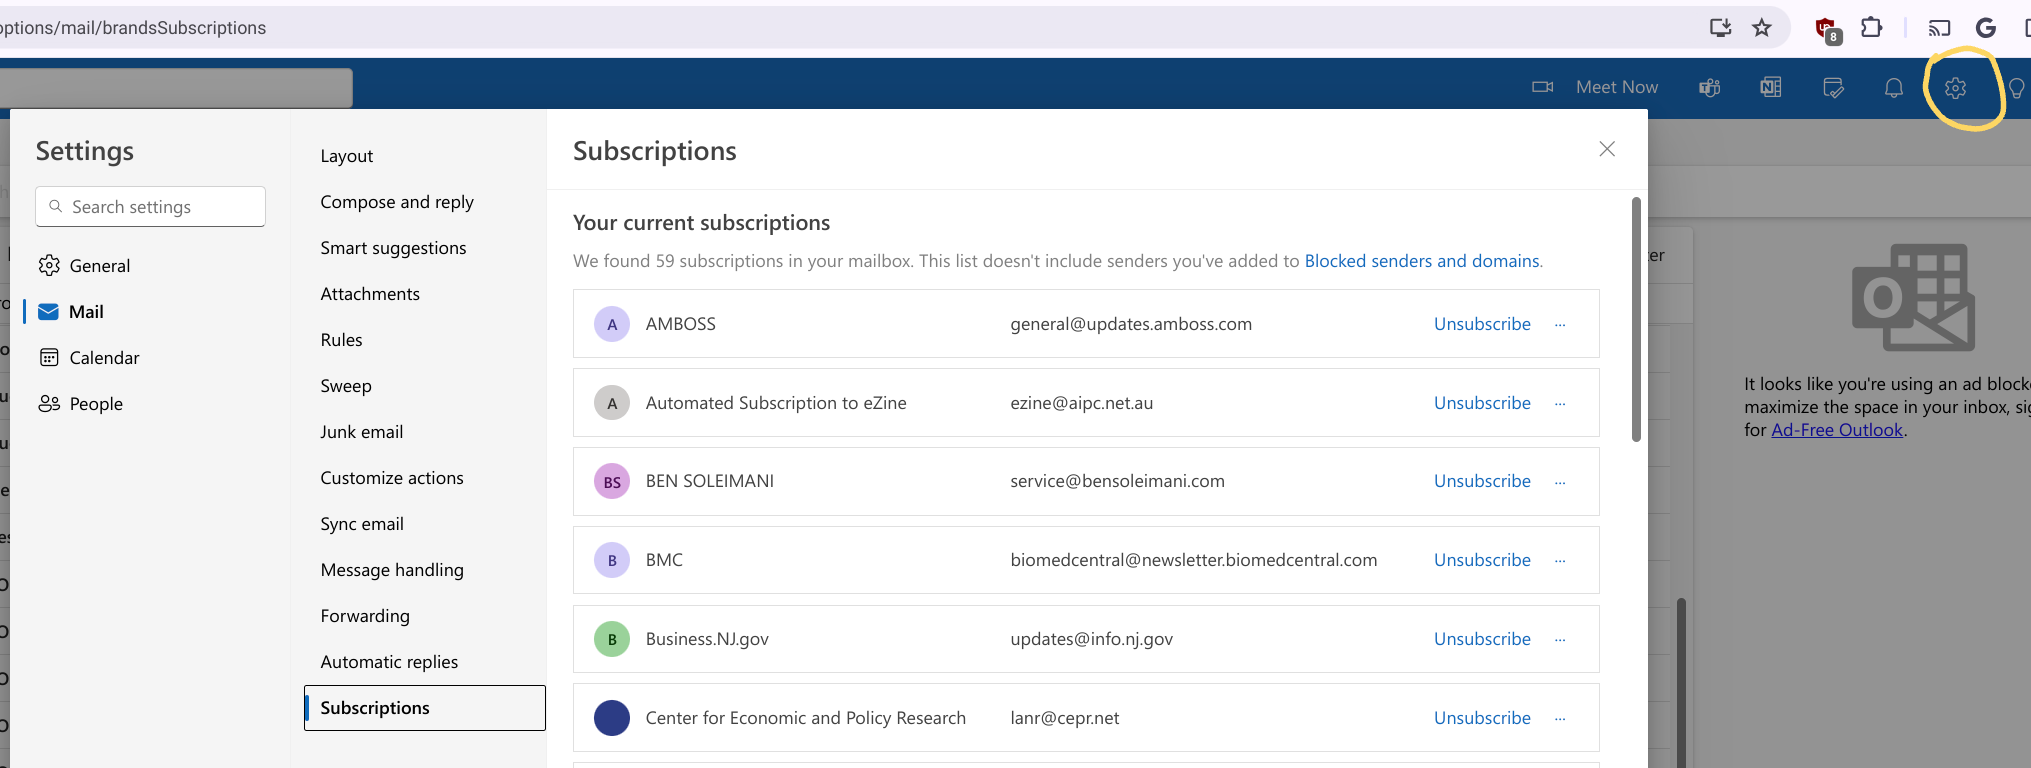 options/mail/brandsSubscriptions
8
Meet Now
Settings
Search settings
General
Mail
Calendar
People
Layout
Compose and reply
Smart suggestions
Attachments
Rules
Sweep
Junk email
Customize actions
Sync email
Message handling
Forwarding
Automatic replies
Subscriptions
Subscriptions
Your current subscriptions
We found 59 subscriptions in your mailbox. This list doesn't include senders you've added to Blocked senders and domains.
A AMBOSS general@updates.amboss.com Unsubscribe ...
A Automated Subscription to eZine ezine@aipc.net.au Unsubscribe ...
BS BEN SOLEIMANI service@bensoleimani.com Unsubscribe ...
B BMC biomedcentral@newsletter.biomedcentral.com Unsubscribe ...
B Business.NJ.gov updates@info.nj.gov Unsubscribe ...
Center for Economic and Policy Research lanr@cepr.net Unsubscribe ...
It looks like you're using an ad
maximize the space in your inbox,
for Ad-Free Outlook.